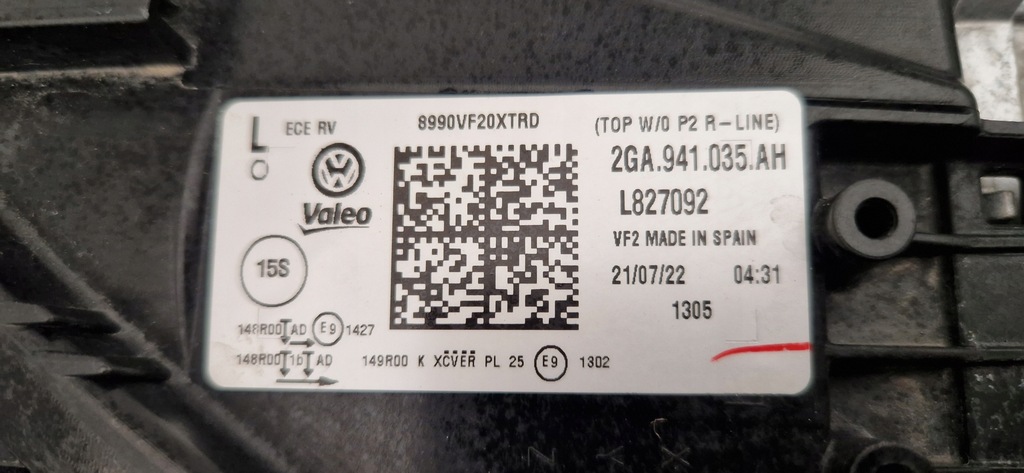 L
ECE RV
8990VF20XTRD
(TOP W/O P2 R-LINE)
O
VW
Valeo
2GA.941.035.AH
L827092
VF2 MADE IN SPAIN
15S
21/07/22 04:31
1305
148R00 AD E9 1427
148R00 1b AD
149R00 K XCVER PL 25 E9 1302